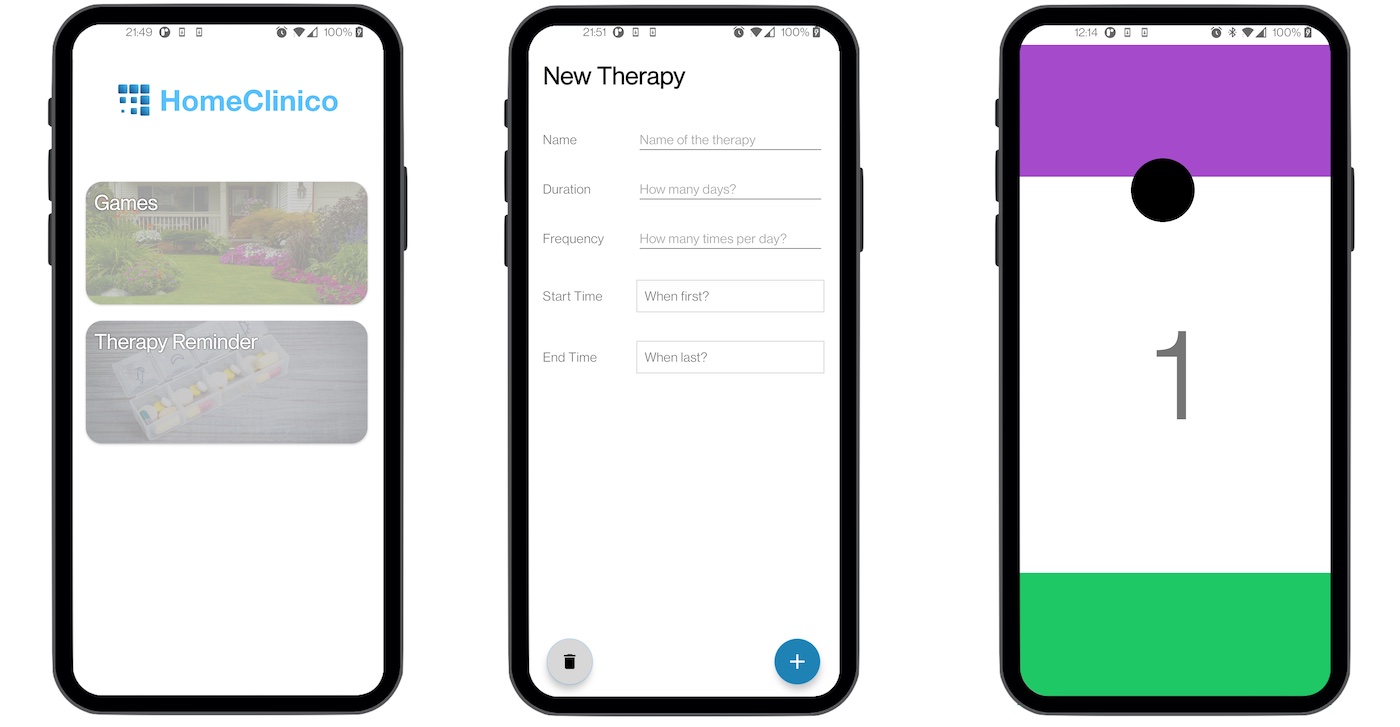 21:49 100%
HomeClinico
Games
Therapy Reminder
21:51 100%
New Therapy
Name Name of the therapy
Duration How many days?
Frequency How many times per day?
Start Time When first?
End Time When last?
+
12:14 100%
1